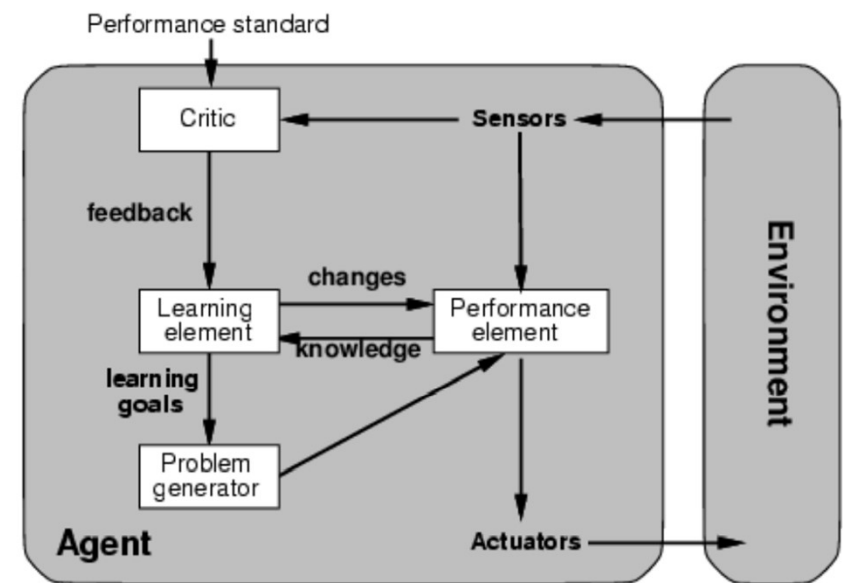 Performance standard
Critic
Sensors
feedback
changes
Learning
element
Performance
element
knowledge
learning
goals
Problem
generator
Agent
Actuators
Environment